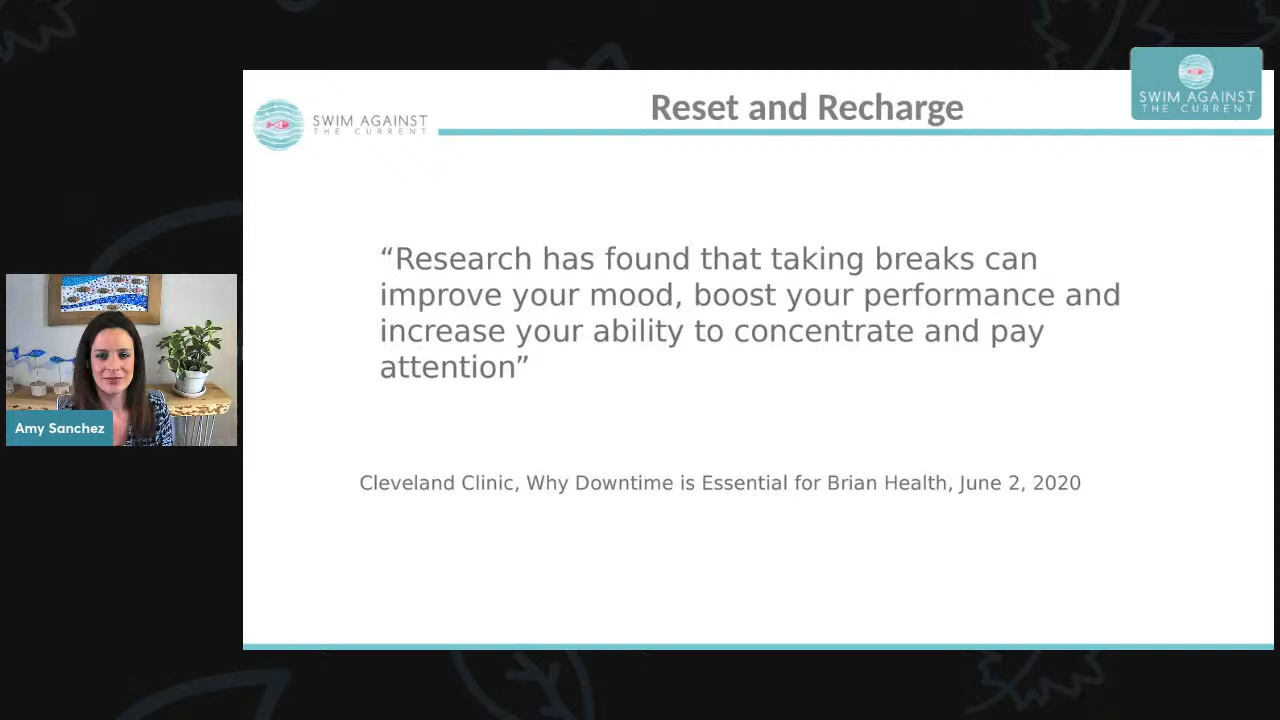 SWIM AGAINST
THE CURRENT
Reset and Recharge
SWIM AGAINST
THE CURRENT
“Research has found that taking breaks can
improve your mood, boost your performance and
increase your ability to concentrate and pay
attention”
Amy Sanchez
Cleveland Clinic, Why Downtime is Essential for Brian Health, June 2, 2020